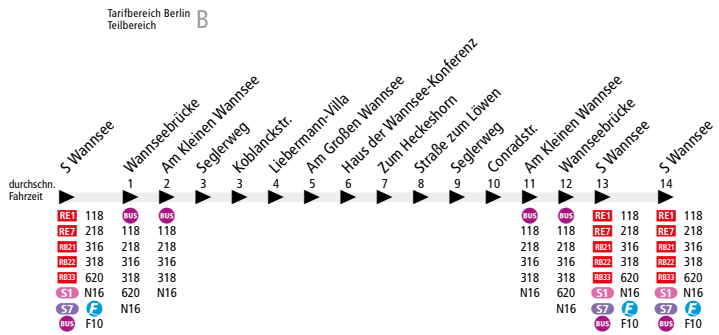 Tarifbereich Berlin
Teilbereich B
S Wannsee
Wannseebrücke
Am Kleinen Wannsee
Seglerweg
Koblanckstr.
Liebermann-Villa
Am Großen Wannsee
Haus der Wannsee-Konferenz
Zum Heckeshorn
Straße zum Löwen
Seglerweg
Conradstr.
Am Kleinen Wannsee
Wannseebrücke
S Wannsee
S Wannsee
durchschn. 1 2 3 3 4 5 6 7 8 9 10 11 12 13 14
Fahrzeit
RE1 118 BUS BUS BUS BUS RE1 118 RE1 118
RE7 218 118 118 118 118 RE7 218 RE7 218
RB21 316 218 218 218 218 RB21 316 RB21 316
RB22 318 316 316 316 316 RB22 318 RB22 318
RB33 620 318 318 318 318 RB33 620 RB33 620
S1 N16 620 N16 N16 620 S1 N16 S1 N16
S7 F N16 N16 S7 F S7 F
BUS F10 BUS F10 BUS F10